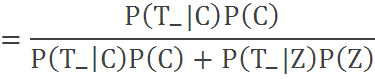 = P(T_|C)P(C) / P(T_|C)P(C) + P(T_|Z)P(Z)